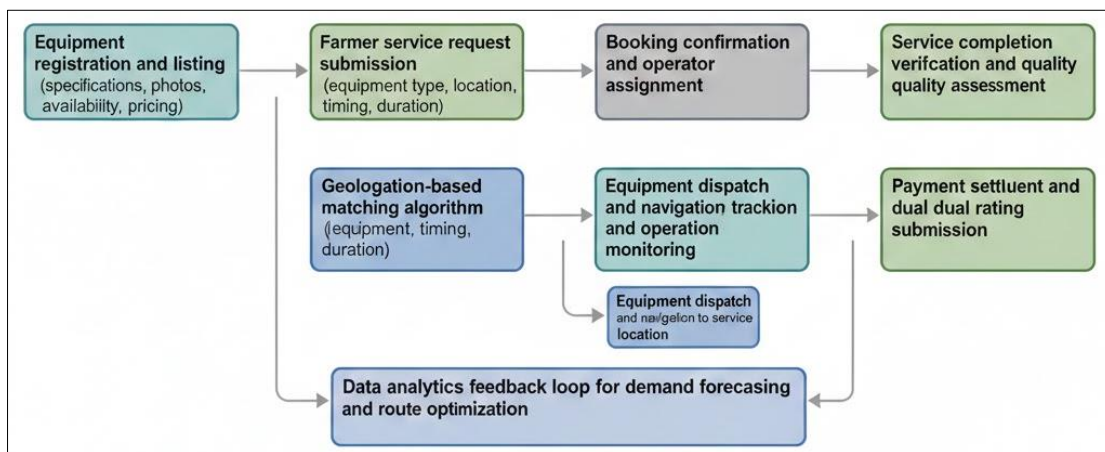 Equipment
registration and listing
(specifications, photos,
availability, pricing)
Farmer service request
submission
(equipment type, location,
timing, duration)
Booking confirmation
and operator
assignment
Service completion
verifcation and quality
quality assessment
Geologation-based
matching algorithm
(equipment, timing,
duration)
Equipment dispatch
and navigation trackion
and operation
monitoring
Payment settluent and
dual dual rating
submission
Equipment dispatch
and to service
location
Data analytics feedback loop for demand forecasing
and route optimization